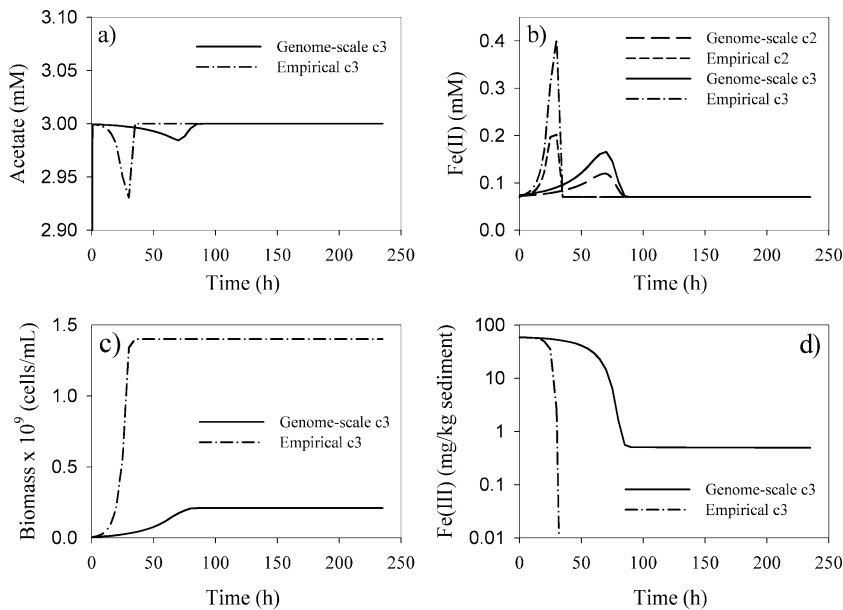 a)
Acetate (mM)
3.10
3.05
3.00
2.95
2.90
Genome-scale c3
Empirical c3
0 50 100 150 200 250
Time (h)
b)
Fe(II) (mM)
0.4
0.3
0.2
0.1
0.0
Genome-scale c2
Empirical c2
Genome-scale c3
Empirical c3
0 50 100 150 200 250
Time (h)
c)
Biomass x 10⁹ (cells/mL)
1.5
1.0
0.5
0.0
Genome-scale c3
Empirical c3
0 50 100 150 200 250
Time (h)
d)
Fe(III) (mg/kg sediment)
100
10
1
0.1
0.01
Genome-scale c3
Empirical c3
0 50 100 150 200 250
Time (h)